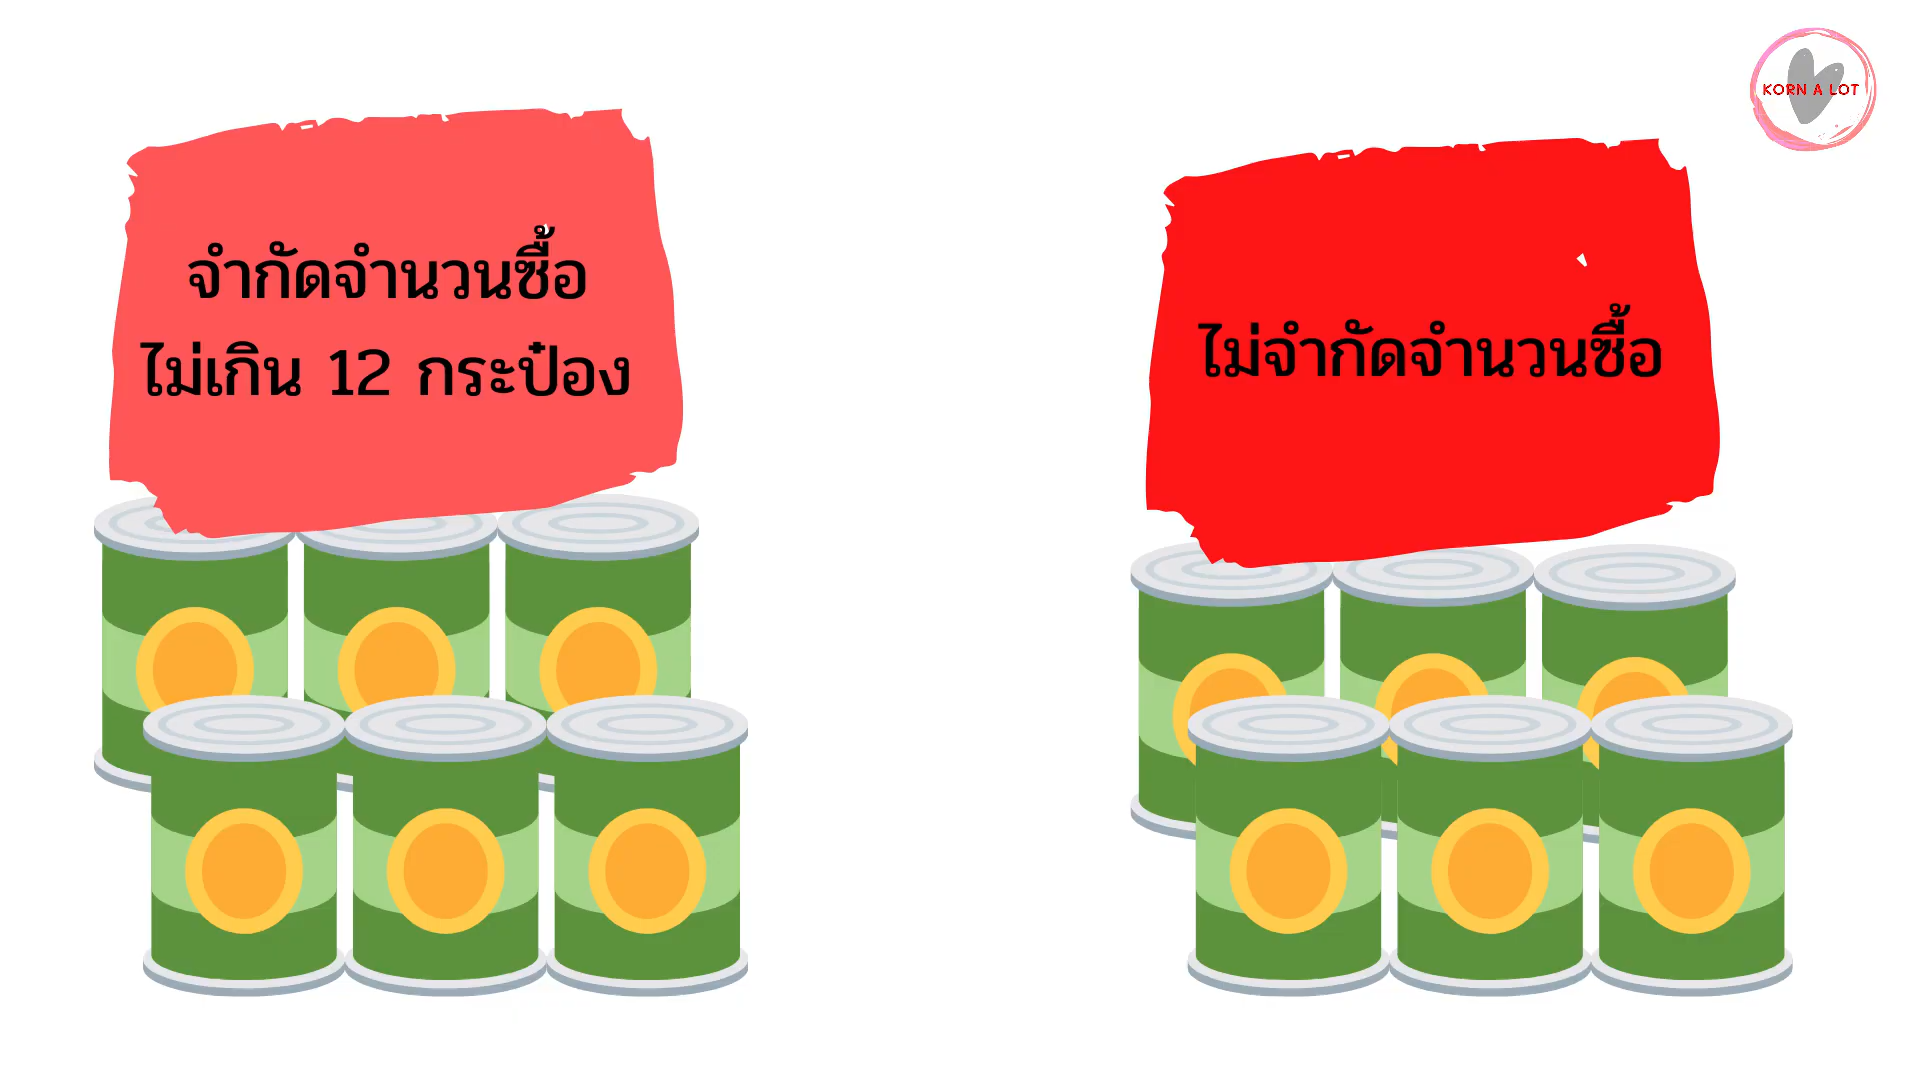 KORN A LOT
จำกัดจำนวนซื้อ
ไม่เกิน 12 กระป๋อง
ไม่จำกัดจำนวนซื้อ